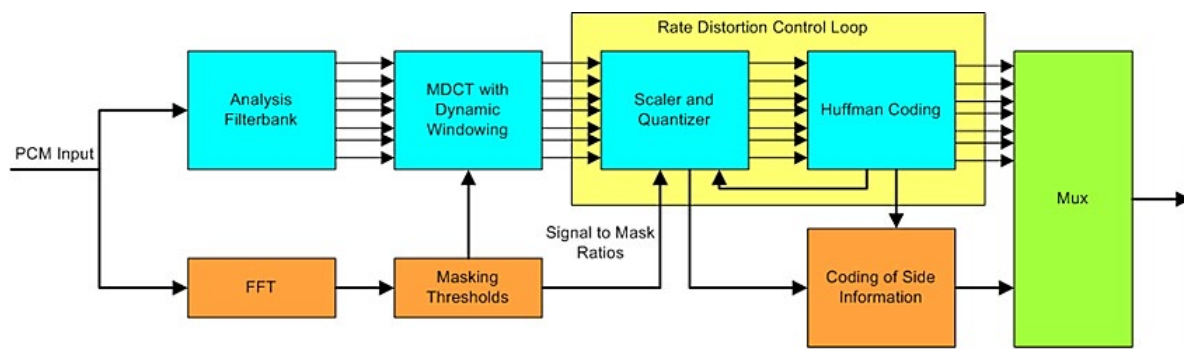 Rate Distortion Control Loop
Analysis
Filterbank
MDCT with
Dynamic
Windowing
Scaler and
Quantizer
Huffman Coding
PCM Input
Mux
Signal to Mask
Ratios
FFT
Masking
Thresholds
Coding of Side
Information